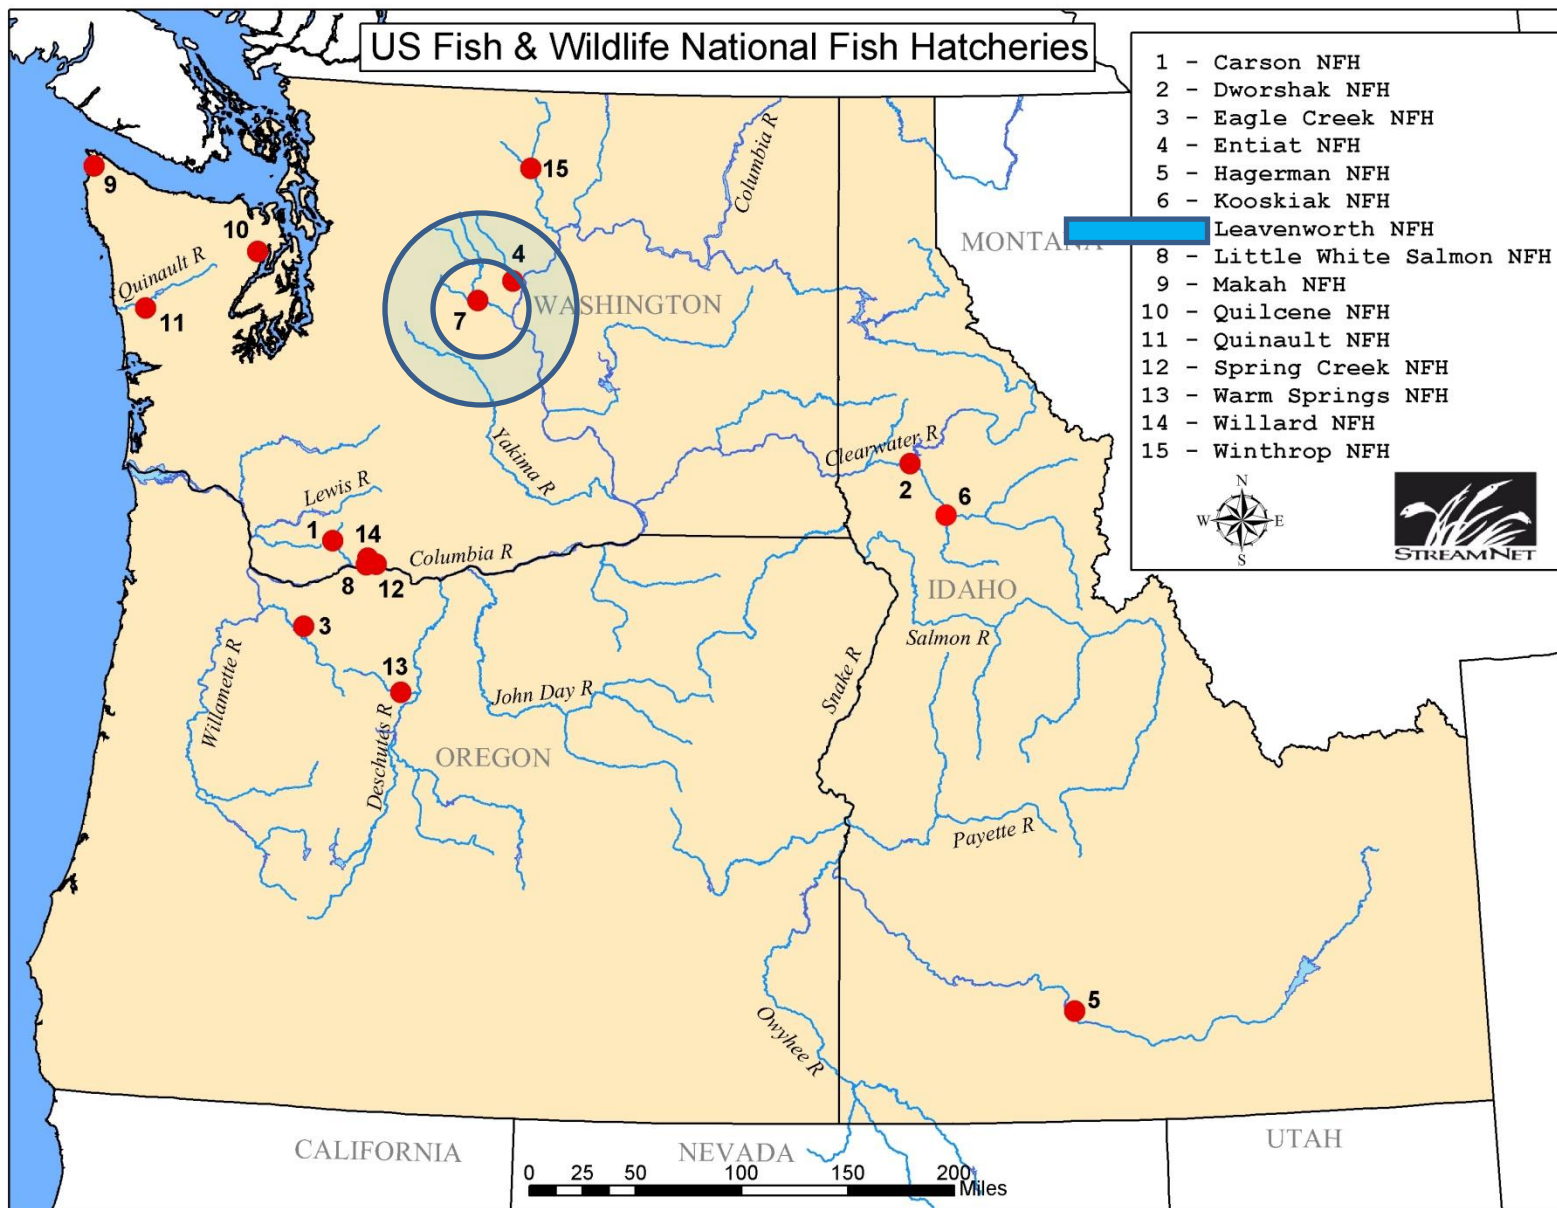 US Fish & Wildlife National Fish Hatcheries
1 - Carson NFH
2 - Dworshak NFH
3 - Eagle Creek NFH
4 - Entiat NFH
5 - Hagerman NFH
6 - Kooskiak NFH
Leavenworth NFH
8 - Little White Salmon NFH
9 - Makah NFH
10 - Quilcene NFH
11 - Quinault NFH
12 - Spring Creek NFH
13 - Warm Springs NFH
14 - Willard NFH
15 - Winthrop NFH
N
W
E
S
STREAMNET
9
15
10
Columbia R
MONTANA
Quinault R
4
11
7
WASHINGTON
Yakima R
Clearwater R
2
6
Lewis R
1
14
8
12
Columbia R
IDAHO
3
Salmon R
13
Willamette R
John Day R
Snake R
Deschutes R
OREGON
Payette R
5
Owyhee R
CALIFORNIA
NEVADA
UTAH
0 25 50 100 150 200
Miles